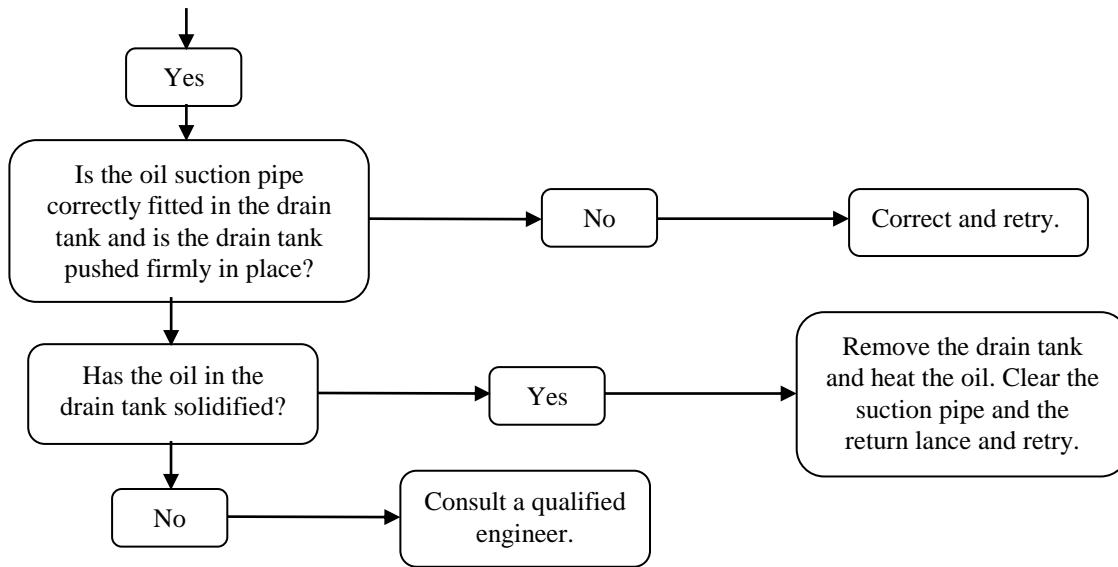 Yes
Is the oil suction pipe
correctly fitted in the drain
tank and is the drain tank
pushed firmly in place?
No
Correct and retry.
Has the oil in the
drain tank solidified?
Yes
Remove the drain tank
and heat the oil. Clear the
suction pipe and the
return lance and retry.
No
Consult a qualified
engineer.